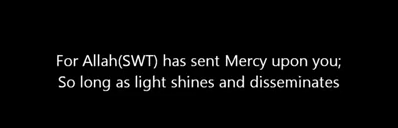 For Allah(SWT) has sent Mercy upon you;
So long as light shines and disseminates